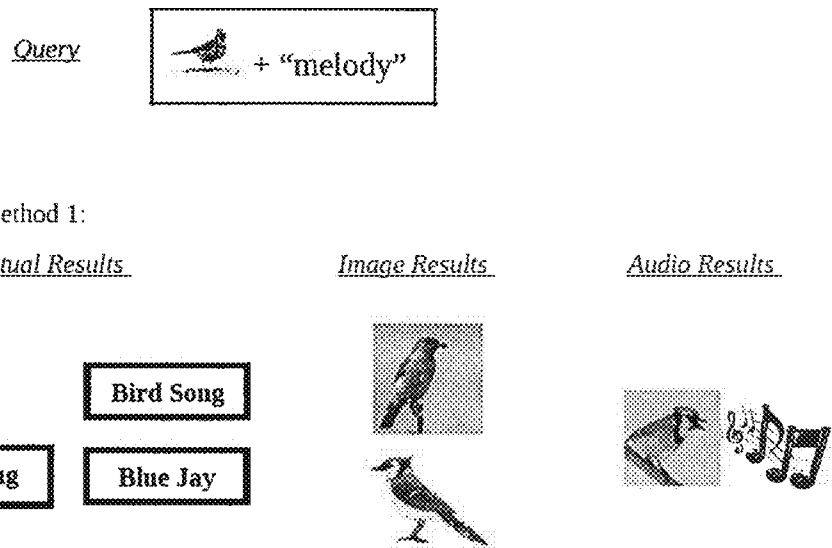 Query
+ “melody”
ethod 1:
tual Results
Image Results
Audio Results
Bird Song
Blue Jay